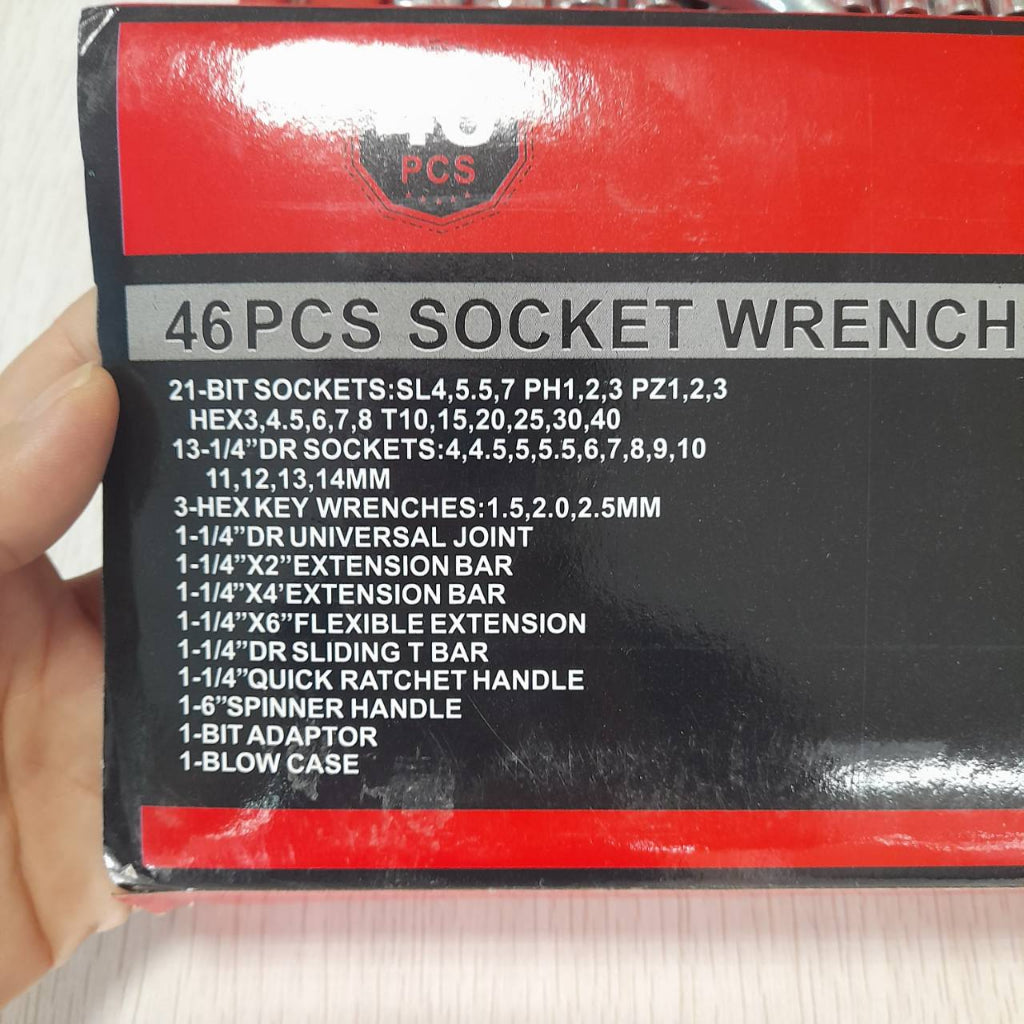 PCS
46PCS SOCKET WRENCH
21-BIT SOCKETS:SL4,5.5,7 PH1,2,3 PZ1,2,3
HEX3,4.5,6,7,8 T10,15,20,25,30,40
13-1/4”DR SOCKETS:4,4.5,5,5.5,6,7,8,9,10
11,12,13,14MM
3-HEX KEY WRENCHES:1.5,2.0,2.5MM
1-1/4”DR UNIVERSAL JOINT
1-1/4”X2”EXTENSION BAR
1-1/4”X4’EXTENSION BAR
1-1/4”X6”FLEXIBLE EXTENSION
1-1/4”DR SLIDING T BAR
1-1/4”QUICK RATCHET HANDLE
1-6”SPINNER HANDLE
1-BIT ADAPTOR
1-BLOW CASE